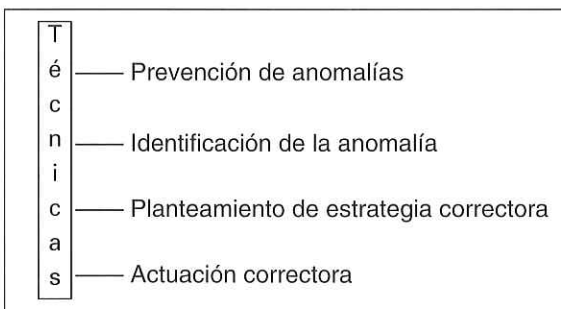 Técnicas
Prevención de anomalías
Identificación de la anomalía
Planteamiento de estrategia correctora
Actuación correctora